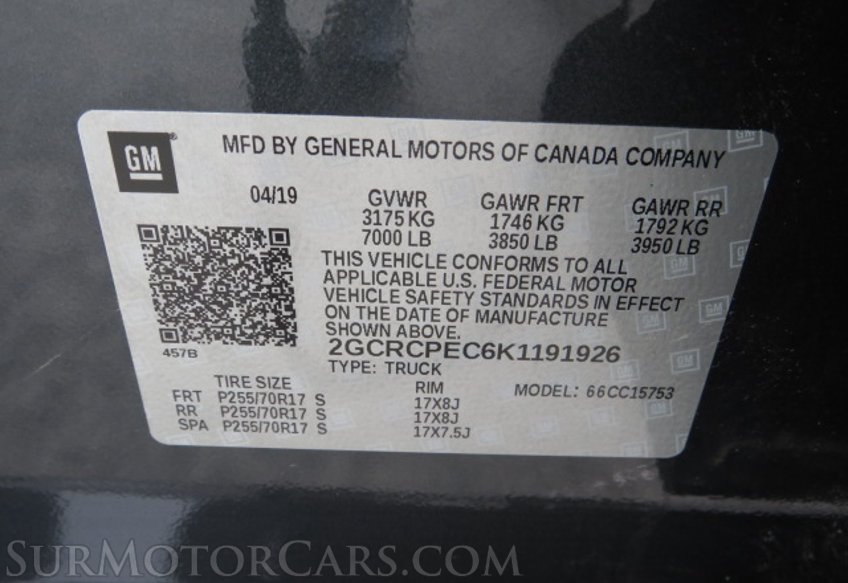 GM
MFD BY GENERAL MOTORS OF CANADA COMPANY
04/19 GVWR GAWR FRT GAWR RR
3175 KG 1746 KG 1792 KG
7000 LB 3850 LB 3950 LB
THIS VEHICLE CONFORMS TO ALL
APPLICABLE U.S. FEDERAL MOTOR
VEHICLE SAFETY STANDARDS IN EFFECT
ON THE DATE OF MANUFACTURE
SHOWN ABOVE.
457B
2GCRCPEC6K1191926
TYPE: TRUCK
TIRE SIZE RIM MODEL: 66CC15753
FRT P255/70R17 S 17X8J
RR P255/70R17 S 17X8J
SPA P255/70R17 S 17X7.5J
SurMotorCars.com